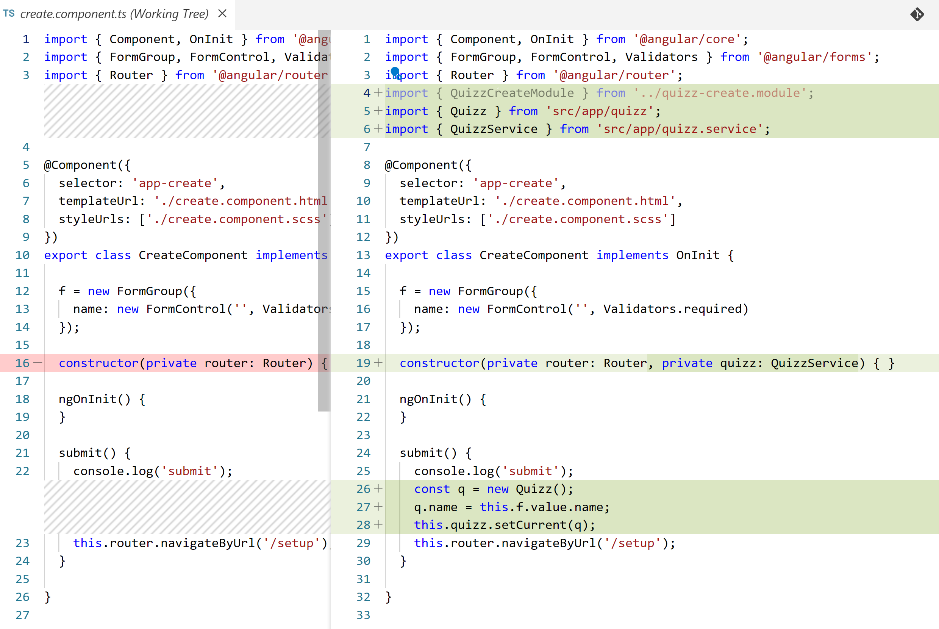 TS create.component.ts (Working Tree) ×
1 import { Component, OnInit } from '@ang
2 import { FormGroup, FormControl, Valida
3 import { Router } from '@angular/router
4
5 @Component({
6 selector: 'app-create',
7 templateUrl: './create.component.html
8 styleUrls: ['./create.component.scss'
9 })
10 export class CreateComponent implements
11
12 f = new FormGroup({
13 name: new FormControl('', Validators
14 });
15
16 − constructor(private router: Router) {
17
18 ngOnInit() {
19 }
20
21 submit() {
22 console.log('submit');
23 this.router.navigateByUrl('/setup')
24 }
25
26 }
27
1 import { Component, OnInit } from '@angular/core';
2 import { FormGroup, FormControl, Validators } from '@angular/forms';
3 import { Router } from '@angular/router';
4 + import { QuizzCreateModule } from '../quizz-create.module';
5 + import { Quizz } from 'src/app/quizz';
6 + import { QuizzService } from 'src/app/quizz.service';
7
8 @Component({
9 selector: 'app-create',
10 templateUrl: './create.component.html',
11 styleUrls: ['./create.component.scss']
12 })
13 export class CreateComponent implements OnInit {
14
15 f = new FormGroup({
16 name: new FormControl('', Validators.required)
17 });
18
19 + constructor(private router: Router, private quizz: QuizzService) { }
20
21 ngOnInit() {
22 }
23
24 submit() {
25 console.log('submit');
26 + const q = new Quizz();
27 + q.name = this.f.value.name;
28 + this.quizz.setCurrent(q);
29 this.router.navigateByUrl('/setup');
30 }
31
32 }
33